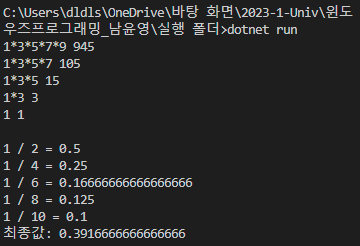 C:\Users\dldls\OneDrive\바탕 화면\2023-1-Univ\윈도
우즈프로그래밍_남윤영\실행 폴더>dotnet run
1*3*5*7*9 945
1*3*5*7 105
1*3*5 15
1*3 3
1 1
1 / 2 = 0.5
1 / 4 = 0.25
1 / 6 = 0.16666666666666666
1 / 8 = 0.125
1 / 10 = 0.1
최종값: 0.3916666666666666